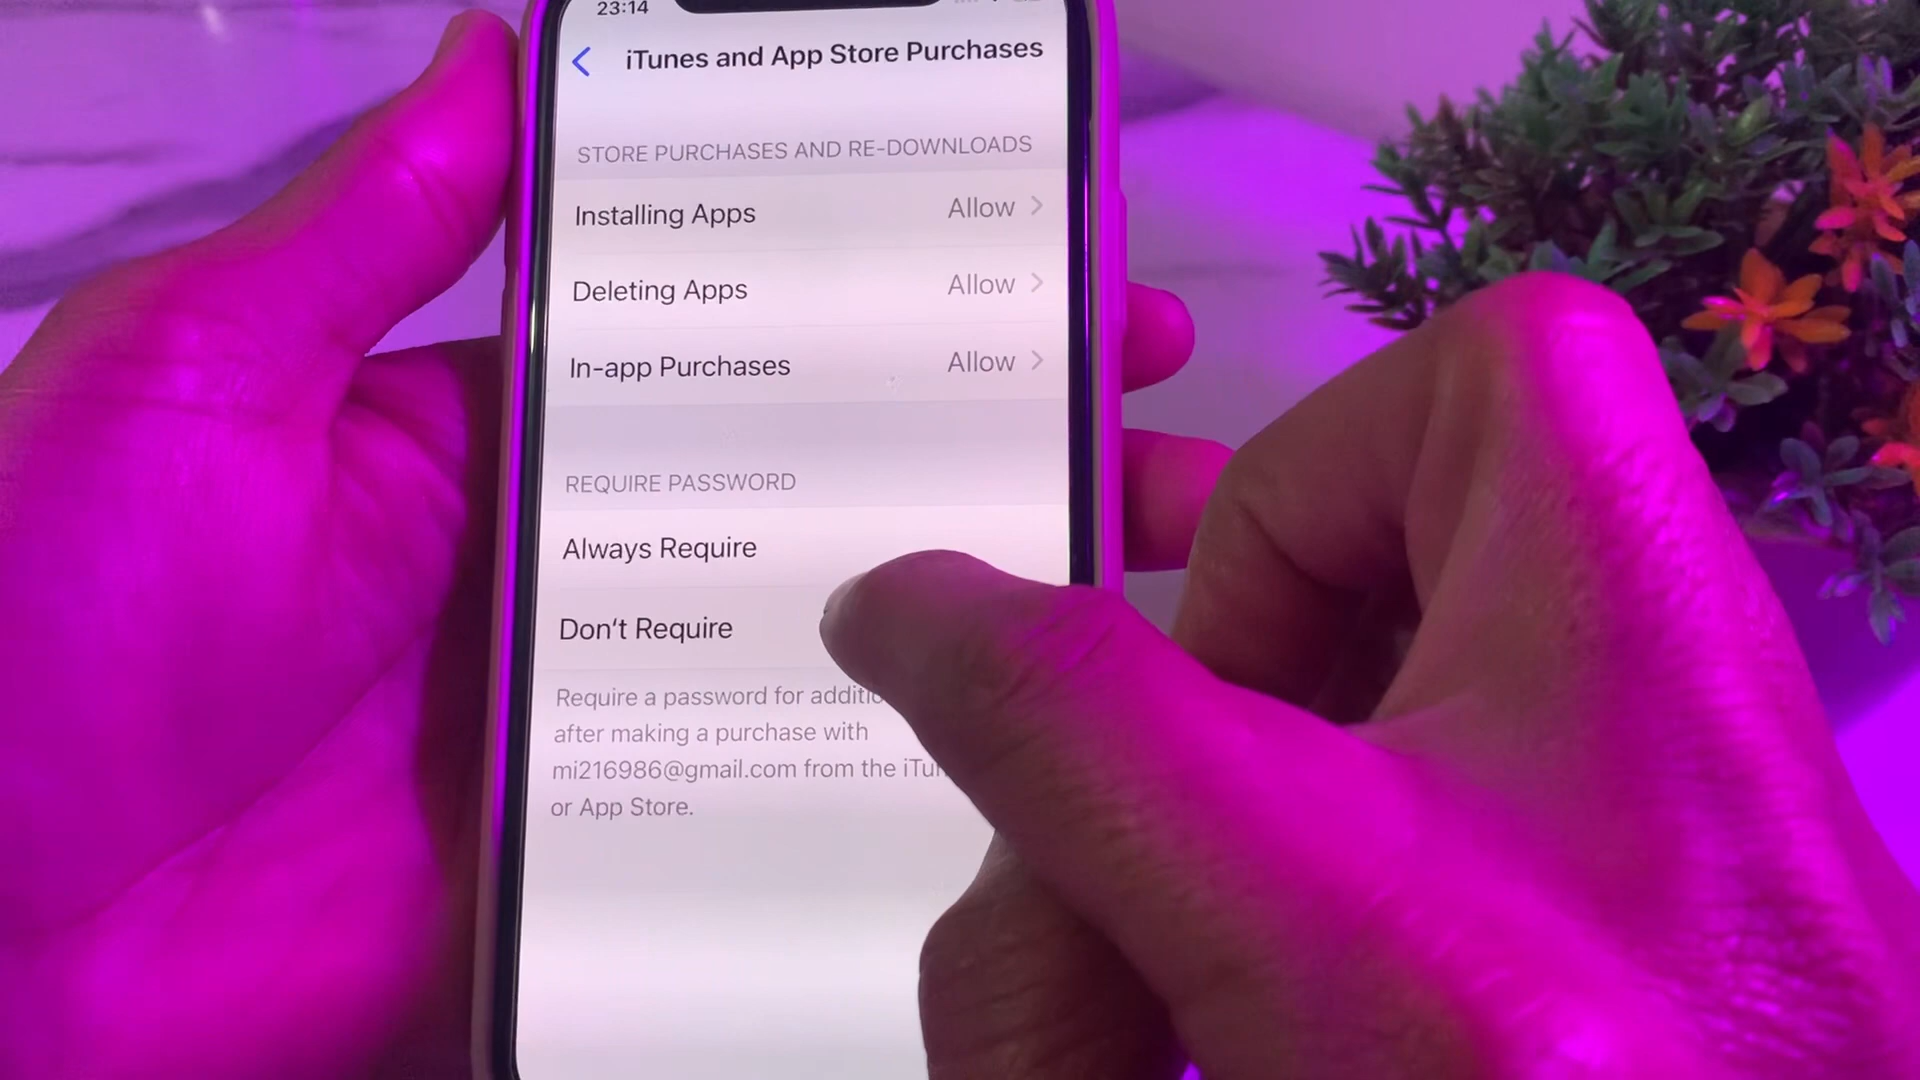 23:14
iTunes and App Store Purchases
STORE PURCHASES AND RE-DOWNLOADS
Installing Apps Allow
Deleting Apps Allow
In-app Purchases Allow
REQUIRE PASSWORD
Always Require
Don't Require
Require a password for
after making a purchase with
mi216986@gmail.com from the
or App Store.